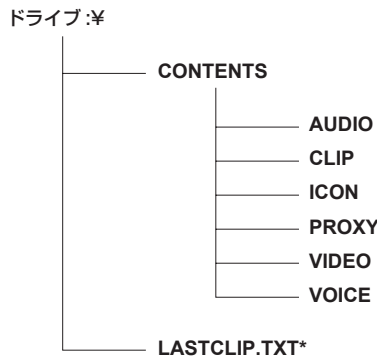 ドライブ:¥
CONTENTS
AUDIO
CLIP
ICON
PROXY
VIDEO
VOICE
LASTCLIP.TXT*